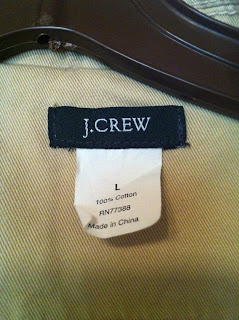 J.CREW
L
100% Cotton
RN77388
Made in China